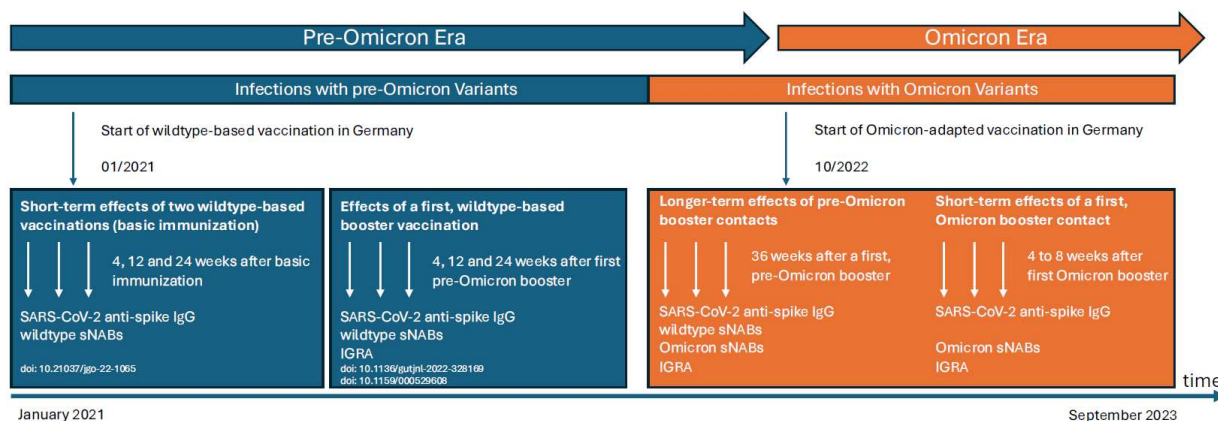 Pre-Omicron Era
Omicron Era
Infections with pre-Omicron Variants
Infections with Omicron Variants
Start of wildtype-based vaccination in Germany
01/2021
Start of Omicron-adapted vaccination in Germany
10/2022
Short-term effects of two wildtype-based
vaccinations (basic immunization)
4, 12 and 24 weeks after basic
immunization
SARS-CoV-2 anti-spike IgG
wildtype sNABs
doi: 10.21037/jgo-22-1065
Effects of a first, wildtype-based
booster vaccination
4, 12 and 24 weeks after first
pre-Omicron booster
SARS-CoV-2 anti-spike IgG
wildtype sNABs
IGRA
doi: 10.1136/gutjnl-2022-328169
doi: 10.1159/000529608
Longer-term effects of pre-Omicron
booster contacts
36 weeks after a first,
pre-Omicron booster
SARS-CoV-2 anti-spike IgG
wildtype sNABs
Omicron sNABs
IGRA
Short-term effects of a first,
Omicron booster contact
4 to 8 weeks after
first Omicron booster
SARS-CoV-2 anti-spike IgG
Omicron sNABs
IGRA
time
January 2021
September 2023